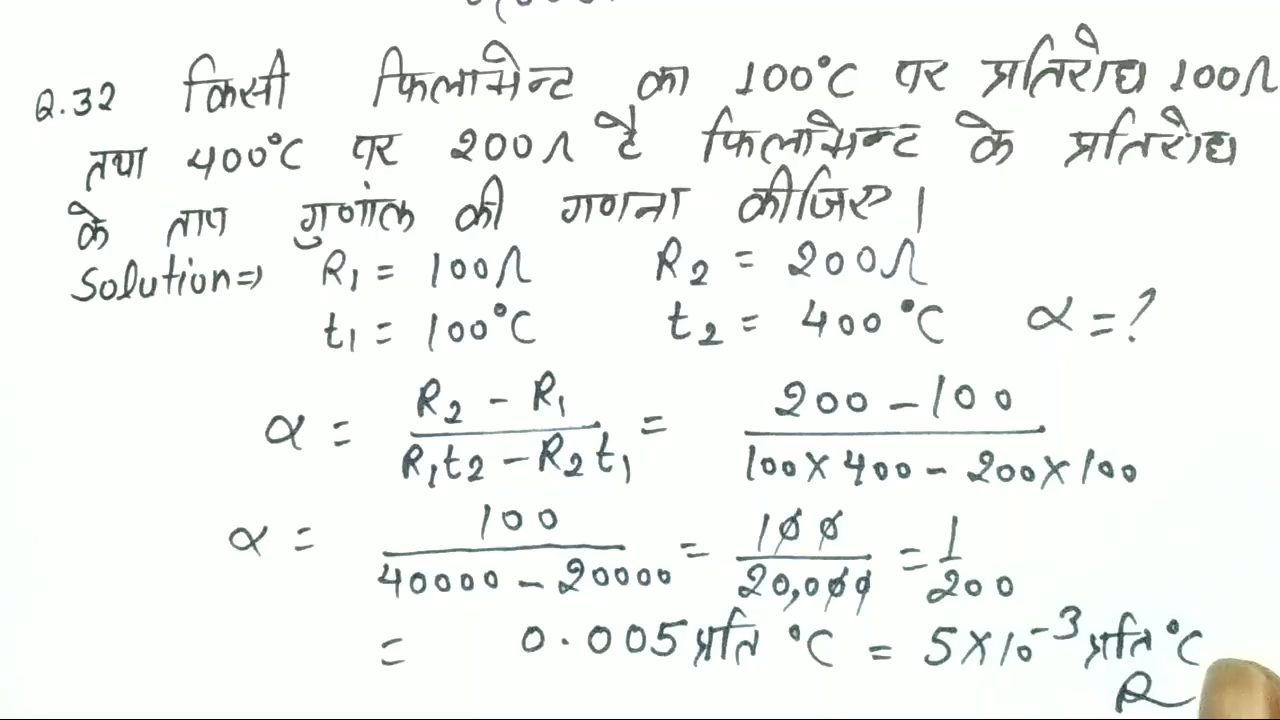 Q.32 किसी फिलामेन्ट का 100°C पर प्रतिरोध 100Ω
तथा 400°C पर 200Ω है फिलामेन्ट के प्रतिरोध
के ताप गुणांक की गणना कीजिए।
Solution⇒ R₁ = 100Ω R₂ = 200Ω
t₁ = 100°C t₂ = 400°C α = ?
α = (R₂ - R₁)/(R₁t₂ - R₂t₁) = (200 - 100)/(100×400 - 200×100)
α = 100/(40000 - 20000) = 100/20,000 = 1/200
= 0.005 प्रति °C = 5×10⁻³ प्रति °C